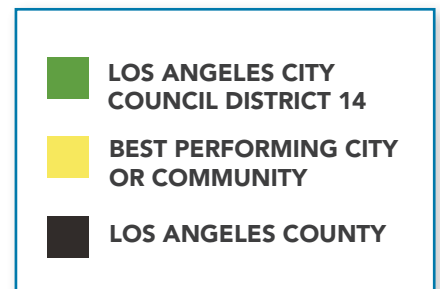 LOS ANGELES CITY
COUNCIL DISTRICT 14
BEST PERFORMING CITY
OR COMMUNITY
LOS ANGELES COUNTY